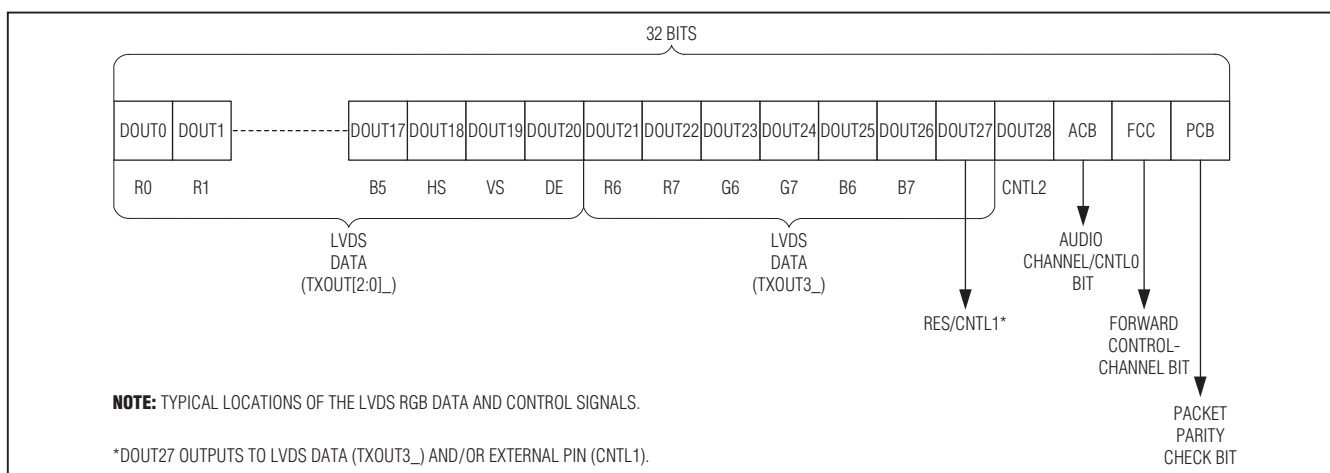 32 BITS
DOUT0 DOUT1 DOUT17 DOUT18 DOUT19 DOUT20 DOUT21 DOUT22 DOUT23 DOUT24 DOUT25 DOUT26 DOUT27 DOUT28 ACB FCC PCB
R0 R1 B5 HS VS DE R6 R7 G6 G7 B6 B7 CNTL2
LVDS
DATA
(TXOUT[2:0]_)
LVDS
DATA
(TXOUT3_)
RES/CNTL1*
AUDIO
CHANNEL/CNTL0
BIT
FORWARD
CONTROL-
CHANNEL BIT
PACKET
PARITY
CHECK BIT
NOTE: TYPICAL LOCATIONS OF THE LVDS RGB DATA AND CONTROL SIGNALS.
*DOUT27 OUTPUTS TO LVDS DATA (TXOUT3_) AND/OR EXTERNAL PIN (CNTL1).